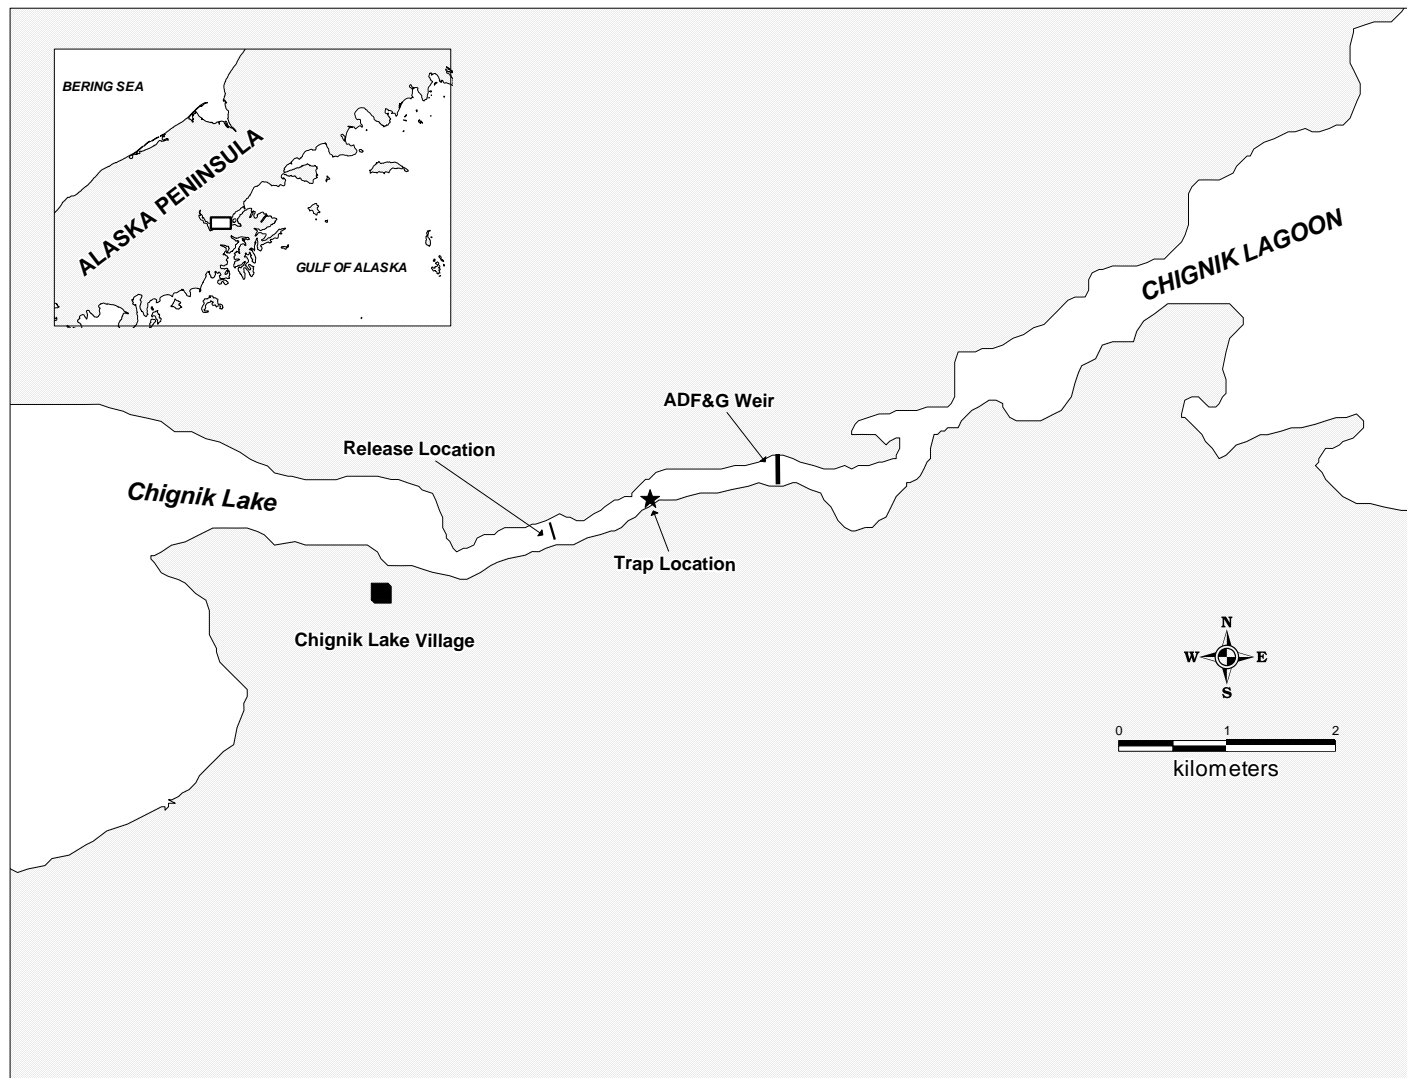 BERING SEA
ALASKA PENINSULA
GULF OF ALASKA
CHIGNIK LAGOON
ADF&G Weir
Release Location
Chignik Lake
Trap Location
Chignik Lake Village
N
W E
S
0 1 2
kilometers